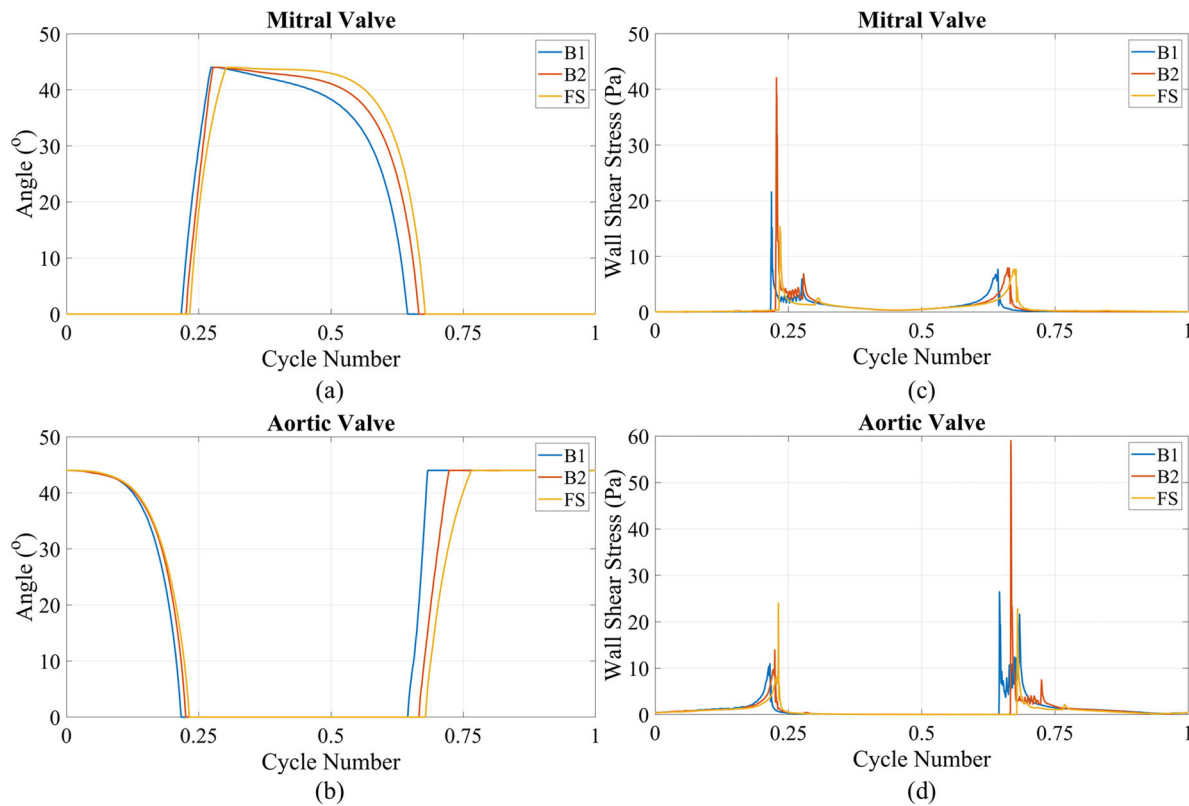 Mitral Valve
50
40
30
20
10
0
Angle (°)
B1
B2
FS
0 0.25 0.5 0.75 1
Cycle Number
(a)
Mitral Valve
50
40
30
20
10
0
Wall Shear Stress (Pa)
B1
B2
FS
0 0.25 0.5 0.75 1
Cycle Number
(c)
Aortic Valve
50
40
30
20
10
0
Angle (°)
B1
B2
FS
0 0.25 0.5 0.75 1
Cycle Number
(b)
Aortic Valve
60
50
40
30
20
10
0
Wall Shear Stress (Pa)
B1
B2
FS
0 0.25 0.5 0.75 1
Cycle Number
(d)